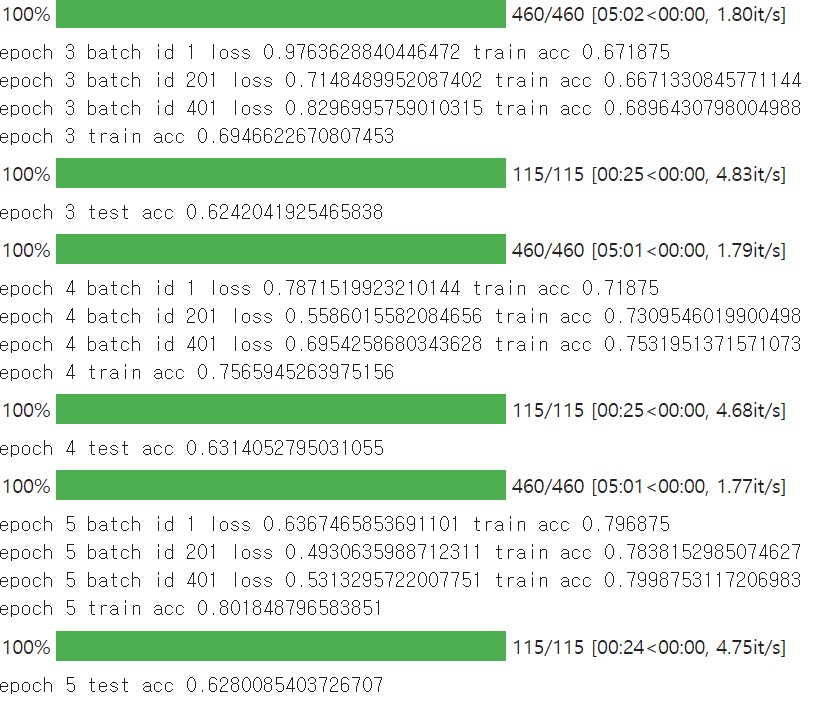 100% 460/460 [05:02<00:00, 1.80it/s]
epoch 3 batch id 1 loss 0.9763628840446472 train acc 0.671875
epoch 3 batch id 201 loss 0.7148489952087402 train acc 0.6671330845771144
epoch 3 batch id 401 loss 0.8296995759010315 train acc 0.6896430798004988
epoch 3 train acc 0.6946622670807453
100% 115/115 [00:25<00:00, 4.83it/s]
epoch 3 test acc 0.6242041925465838
100% 460/460 [05:01<00:00, 1.79it/s]
epoch 4 batch id 1 loss 0.7871519923210144 train acc 0.71875
epoch 4 batch id 201 loss 0.5586015582084656 train acc 0.7309546019900498
epoch 4 batch id 401 loss 0.6954258680343628 train acc 0.7531951371571073
epoch 4 train acc 0.7565945263975156
100% 115/115 [00:25<00:00, 4.68it/s]
epoch 4 test acc 0.6314052795031055
100% 460/460 [05:01<00:00, 1.77it/s]
epoch 5 batch id 1 loss 0.6367465853691101 train acc 0.796875
epoch 5 batch id 201 loss 0.4930635988712311 train acc 0.7838152985074627
epoch 5 batch id 401 loss 0.5313295722007751 train acc 0.7998753117206983
epoch 5 train acc 0.801848796583851
100% 115/115 [00:24<00:00, 4.75it/s]
epoch 5 test acc 0.6280085403726707